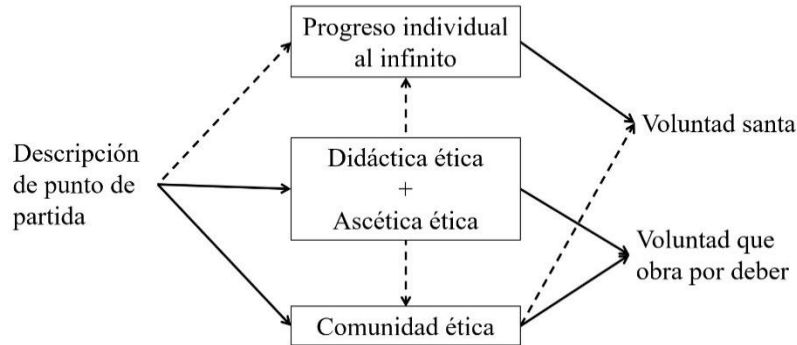 Progreso individual
al infinito
Voluntad santa
Descripción
de punto de
partida
Didáctica ética
+
Ascética ética
Voluntad que
obra por deber
Comunidad ética